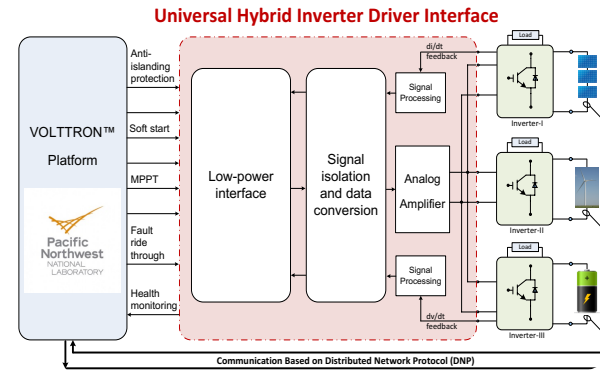 Universal Hybrid Inverter Driver Interface
VOLTTRON™
Platform
Pacific
Northwest
NATIONAL
LABORATORY
Anti-
islanding
protection
Soft start
MPPT
Fault
ride
through
Health
monitoring
Low-power
interface
Signal
isolation
and data
conversion
di/dt
feedback
Signal
Processing
Analog
Amplifier
Signal
Processing
dv/dt
feedback
Load
Inverter-I
Load
Inverter-II
Load
Inverter-III
Communication Based on Distributed Network Protocol (DNP)